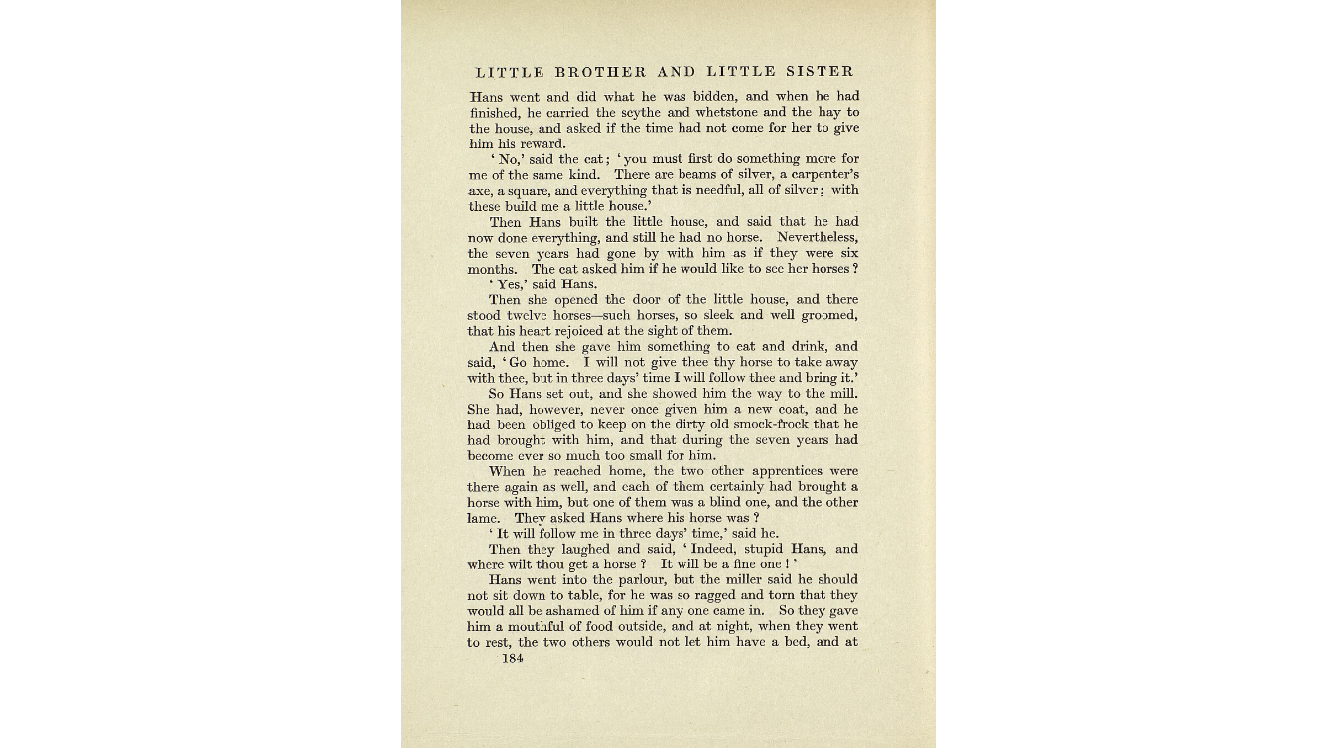 LITTLE BROTHER AND LITTLE SISTER
Hans went and did what he was bidden, and when he had
finished, he carried the scythe and whetstone and the hay to
the house, and asked if the time had not come for her to give
him his reward.
‘ No,’ said the cat; ‘ you must first do something more for
me of the same kind. There are beams of silver, a carpenter’s
axe, a square, and everything that is needful, all of silver; with
these build me a little house.’
Then Hans built the little house, and said that he had
now done everything, and still he had no horse. Nevertheless,
the seven years had gone by with him as if they were six
months. The cat asked him if he would like to see her horses ?
‘ Yes,’ said Hans.
Then she opened the door of the little house, and there
stood twelve horses—such horses, so sleek and well groomed,
that his heart rejoiced at the sight of them.
And then she gave him something to eat and drink, and
said, ‘ Go home. I will not give thee thy horse to take away
with thee, but in three days’ time I will follow thee and bring it.’
So Hans set out, and she showed him the way to the mill.
She had, however, never once given him a new coat, and he
had been obliged to keep on the dirty old smock-frock that he
had brought with him, and that during the seven years had
become ever so much too small for him.
When he reached home, the two other apprentices were
there again as well, and each of them certainly had brought a
horse with him, but one of them was a blind one, and the other
lame. They asked Hans where his horse was ?
‘ It will follow me in three days’ time,’ said he.
Then they laughed and said, ‘ Indeed, stupid Hans, and
where wilt thou get a horse ? It will be a fine one ! ’
Hans went into the parlour, but the miller said he should
not sit down to table, for he was so ragged and torn that they
would all be ashamed of him if any one came in. So they gave
him a mouthful of food outside, and at night, when they went
to rest, the two others would not let him have a bed, and at
184